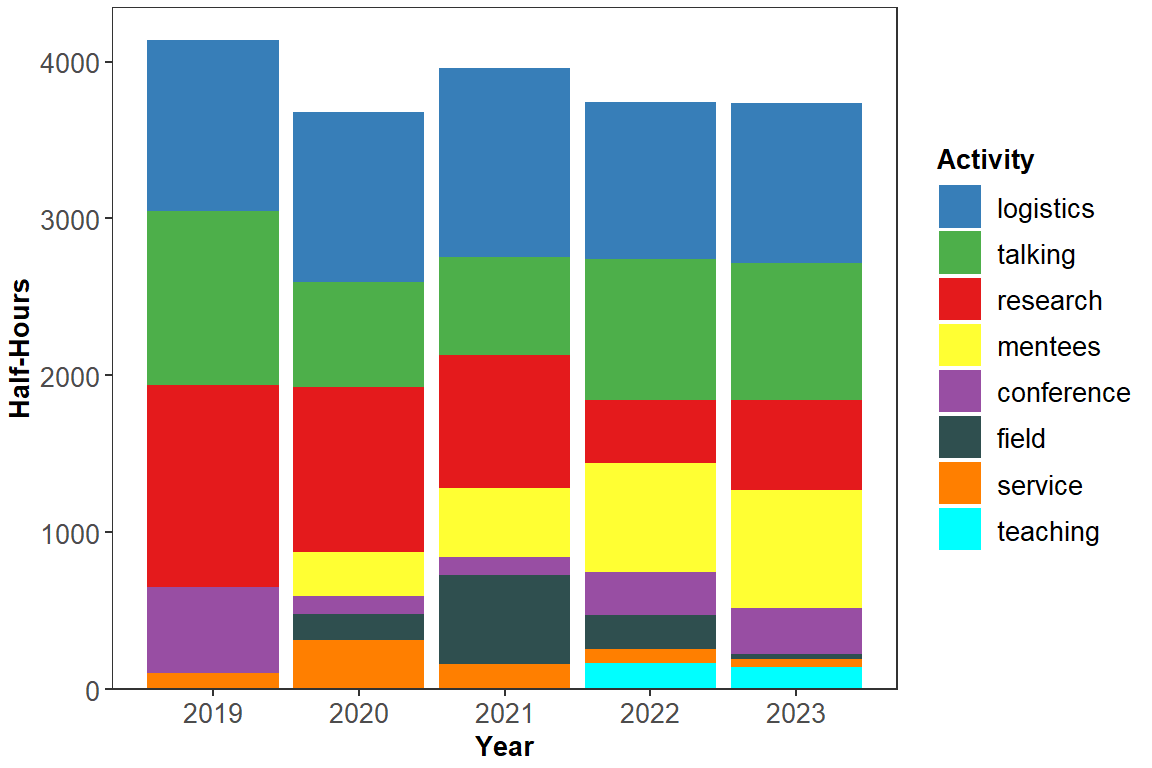 4000
3000
2000
1000
0
Half-Hours
2019 2020 2021 2022 2023
Year
Activity
logistics
talking
research
mentees
conference
field
service
teaching